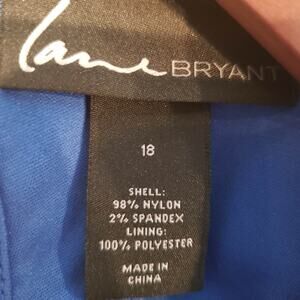 Lane BRYANT
18
SHELL:
98% NYLON
2% SPANDEX
LINING:
100% POLYESTER
MADE IN
CHINA